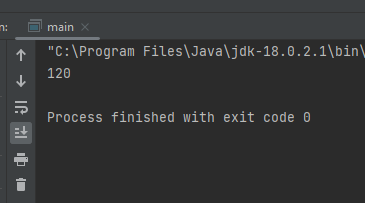 n: main ×
"C:\Program Files\Java\jdk-18.0.2.1\bin\
120
Process finished with exit code 0